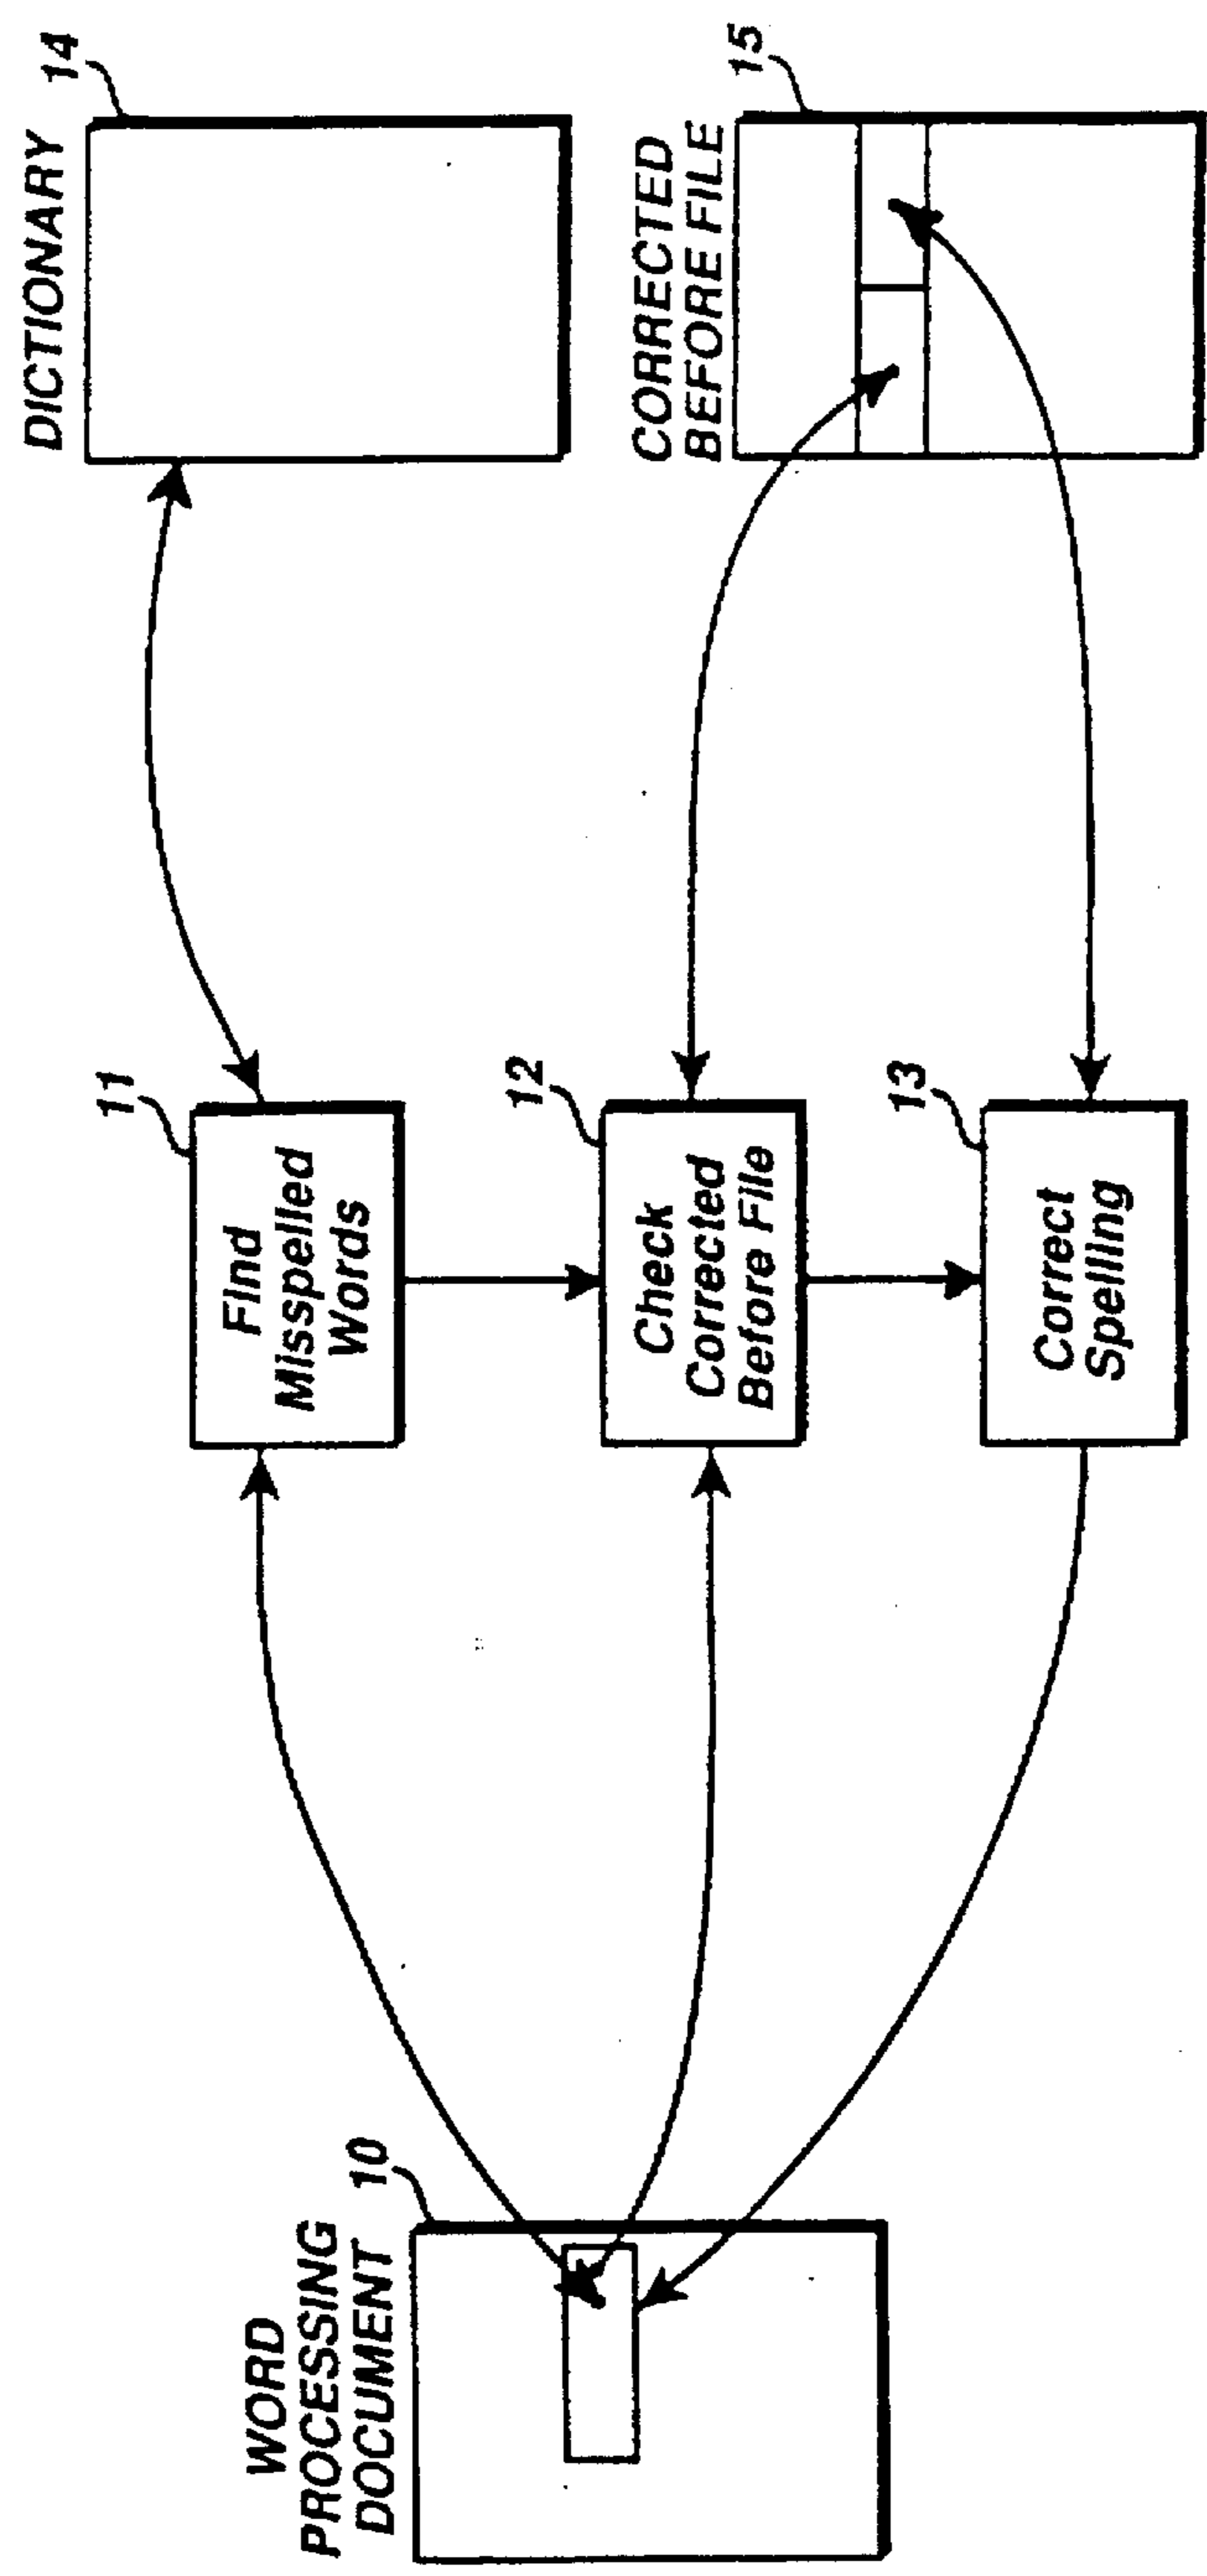 WORD
PROCESSING
DOCUMENT
10
11
Find
Misspelled
Words
12
Check
Corrected
Before File
13
Correct
Spelling
DICTIONARY
14
CORRECTED
BEFORE FILE
15